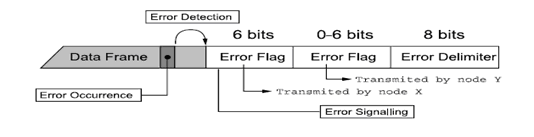 Error Detection
6 bits
0-6 bits
8 bits
Data Frame
Error Flag
Error Flag
Error Delimiter
Transmited by node Y
Transmited by node X
Error Occurrence
Error Signalling